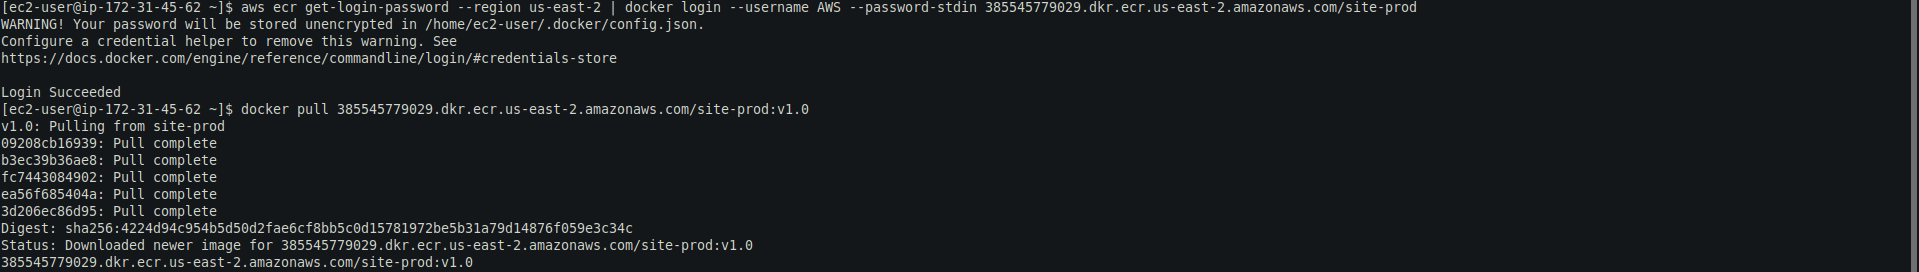 [ec2-user@ip-172-31-45-62 ~]$ aws ecr get-login-password --region us-east-2 | docker login --username AWS --password-stdin 385545779029.dkr.ecr.us-east-2.amazonaws.com/site-prod
WARNING! Your password will be stored unencrypted in /home/ec2-user/.docker/config.json.
Configure a credential helper to remove this warning. See
https://docs.docker.com/engine/reference/commandline/login/#credentials-store
Login Succeeded
[ec2-user@ip-172-31-45-62 ~]$ docker pull 385545779029.dkr.ecr.us-east-2.amazonaws.com/site-prod:v1.0
v1.0: Pulling from site-prod
09208cb16939: Pull complete
b3ec39b36ae8: Pull complete
fc7443084902: Pull complete
ea56f685404a: Pull complete
3d206ec86d95: Pull complete
Digest: sha256:4224d94c954b5d50d2fae6cf8bb5c0d15781972be5b31a79d14876f059e3c34c
Status: Downloaded newer image for 385545779029.dkr.ecr.us-east-2.amazonaws.com/site-prod:v1.0
385545779029.dkr.ecr.us-east-2.amazonaws.com/site-prod:v1.0